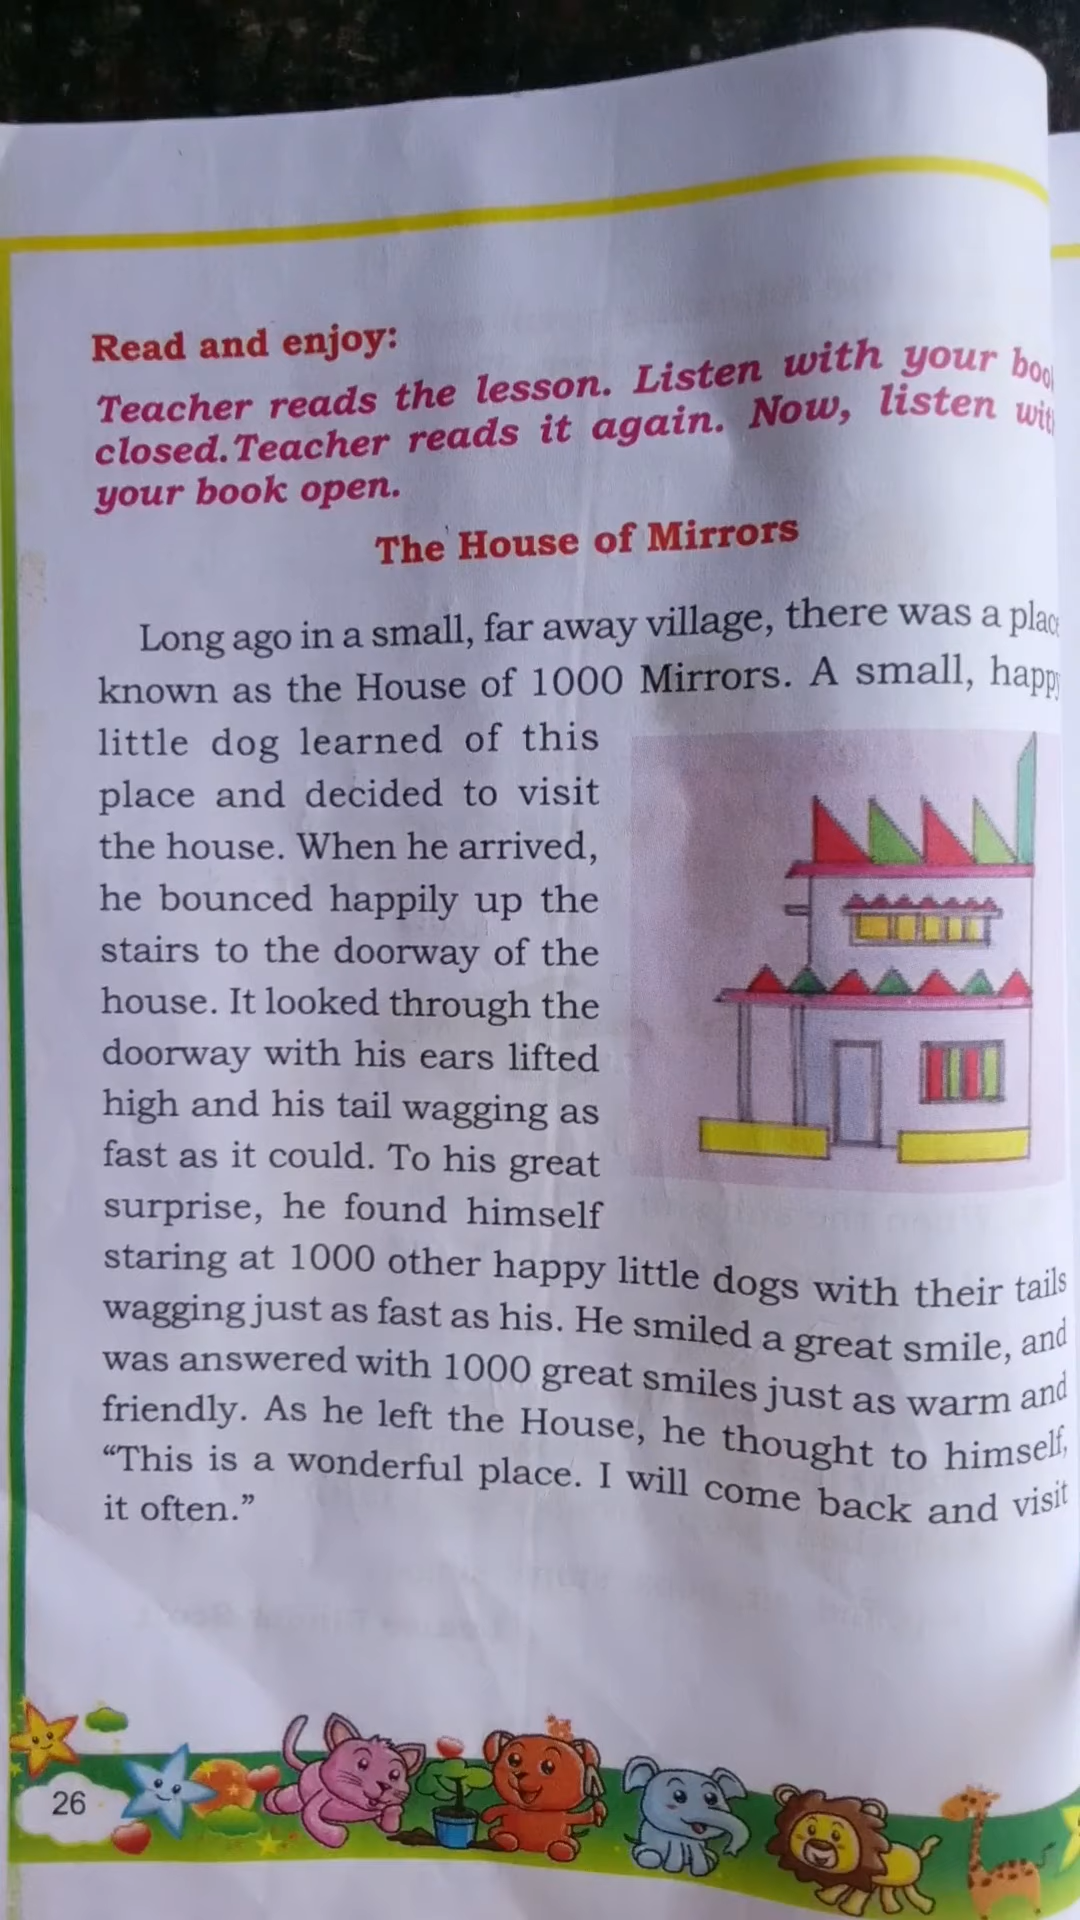 Read and enjoy:
Teacher reads the lesson. Listen with your boo
closed. Teacher reads it again. Now, listen wit
your book open.
The House of Mirrors
Long ago in a small, far away village, there was a plac
known as the House of 1000 Mirrors. A small, happy
little dog learned of this
place and decided to visit
the house. When he arrived,
he bounced happily up the
stairs to the doorway of the
house. It looked through the
doorway with his ears lifted
high and his tail wagging as
fast as it could. To his great
surprise, he found himself
staring at 1000 other happy little dogs with their tails
wagging just as fast as his. He smiled a great smile, and
was answered with 1000 great smiles just as warm and
friendly. As he left the House, he thought to himself,
“This is a wonderful place. I will come back and visit
it often.”
26